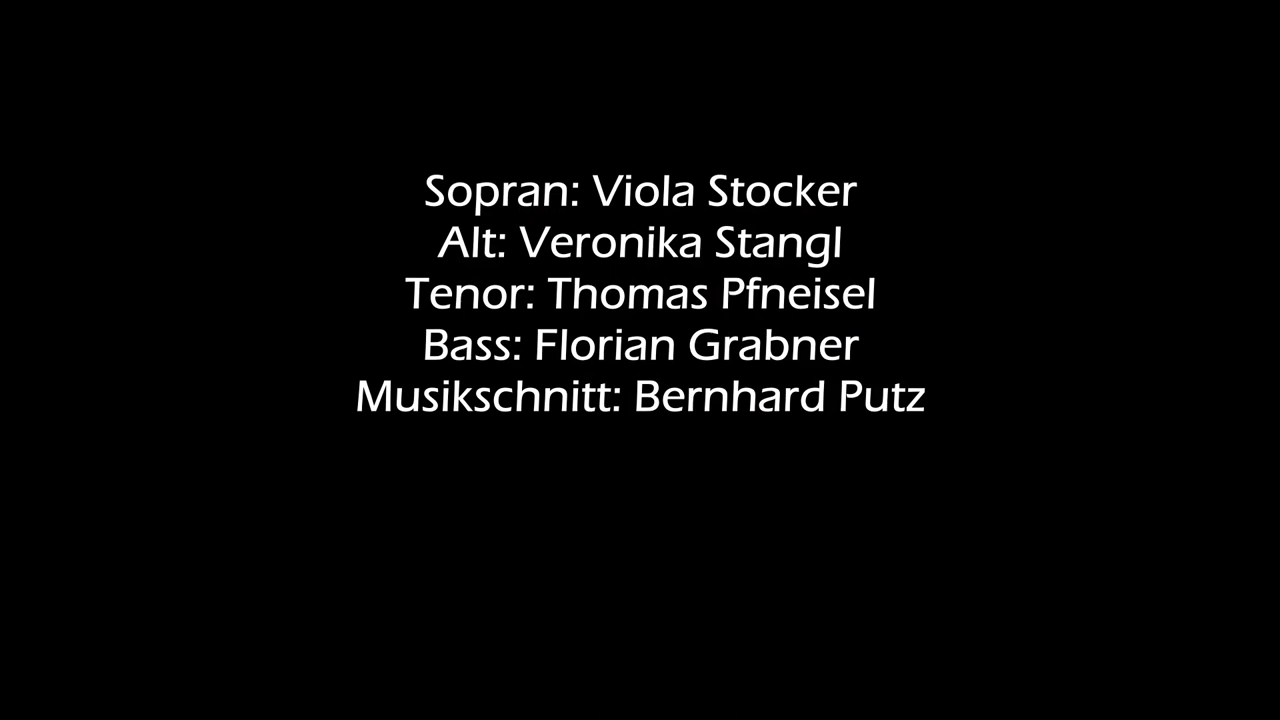 Sopran: Viola Stocker
Alt: Veronika Stangl
Tenor: Thomas Pfneisel
Bass: Florian Grabner
Musikschnitt: Bernhard Putz